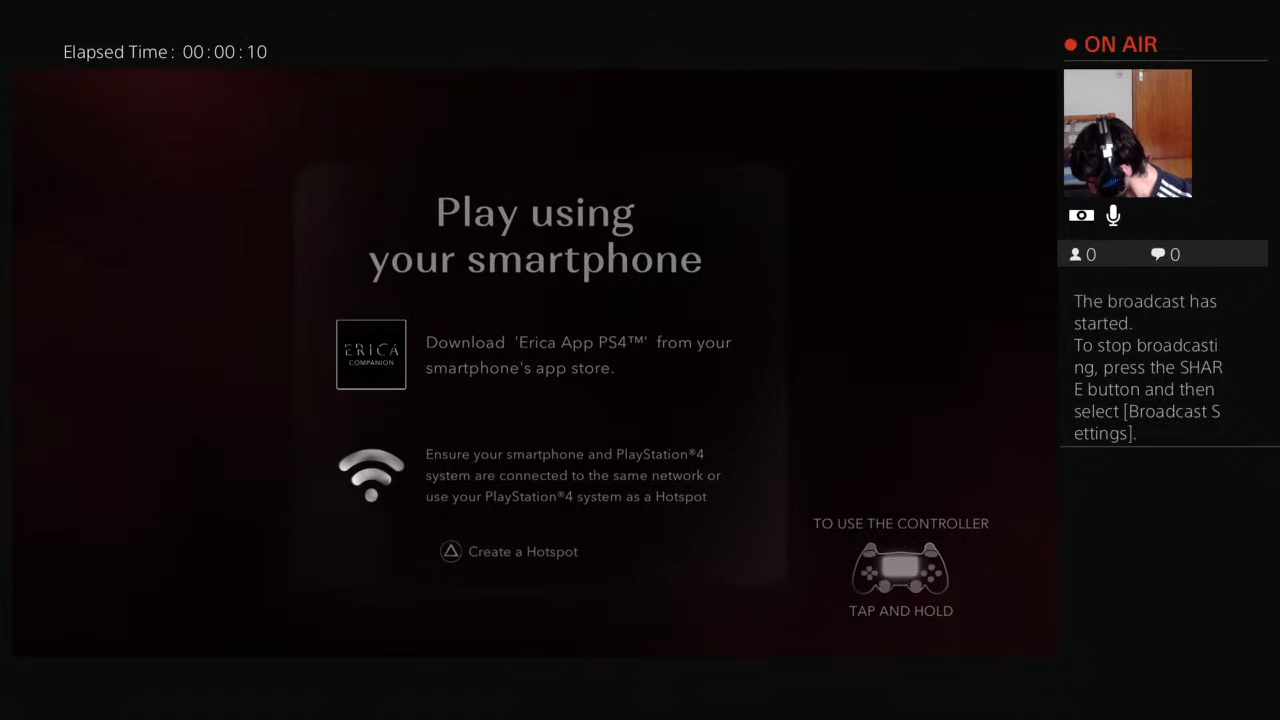 Elapsed Time: 00:00:10
ON AIR
Play using
your smartphone
ERICA
COMPANION
Download 'Erica App PS4™' from your
smartphone's app store.
Ensure your smartphone and PlayStation®4
system are connected to the same network or
use your PlayStation®4 system as a Hotspot
Create a Hotspot
TO USE THE CONTROLLER
TAP AND HOLD
0
0
The broadcast has
started.
To stop broadcasti
ng, press the SHAR
E button and then
select [Broadcast S
ettings].